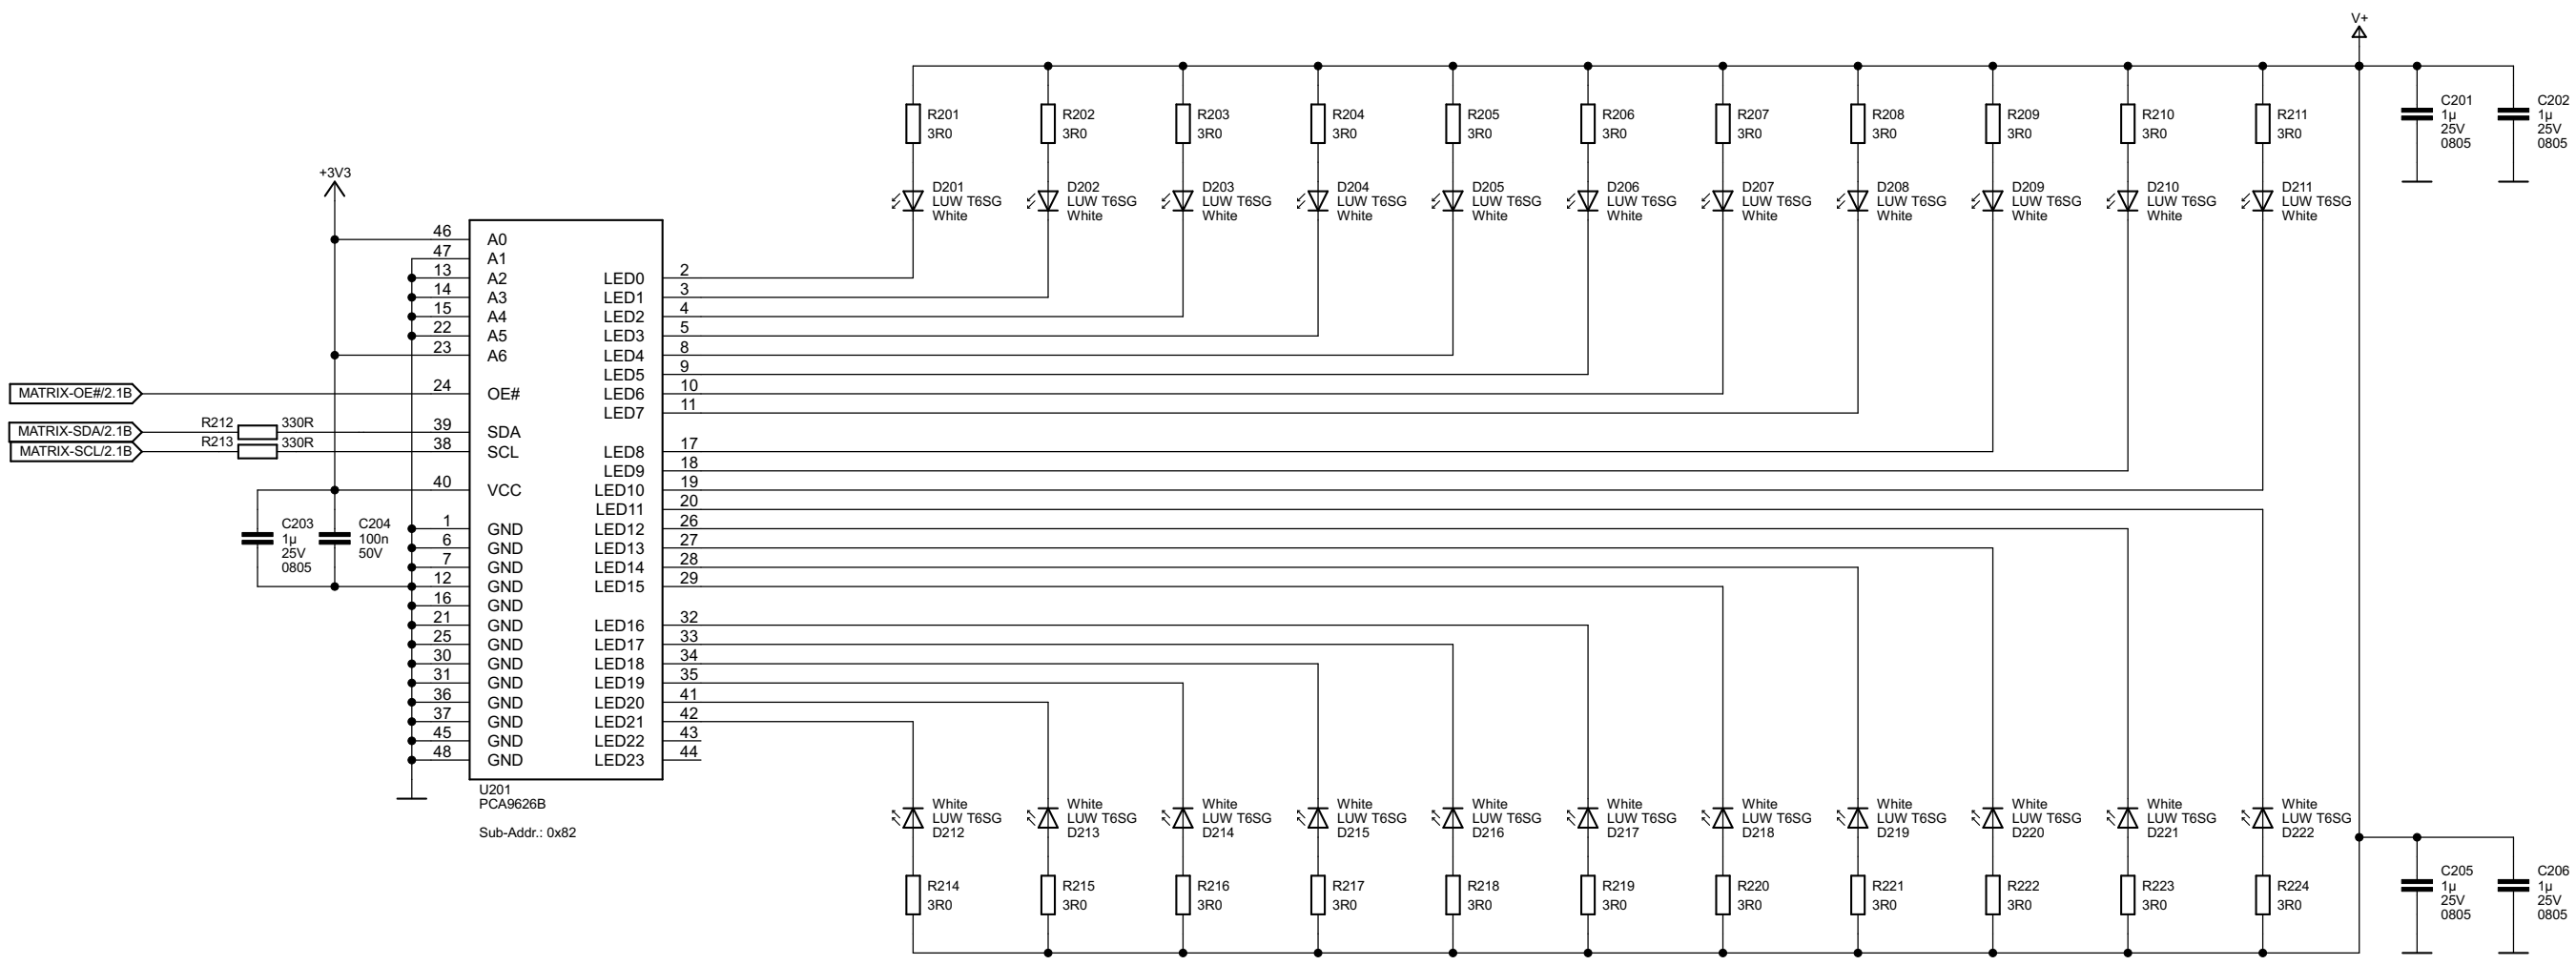 V+
R201
3R0
R202
3R0
R203
3R0
R204
3R0
R205
3R0
R206
3R0
R207
3R0
R208
3R0
R209
3R0
R210
3R0
R211
3R0
C201
1µ
25V
0805
C202
1µ
25V
0805
+3V3
D201
LUW T6SG
White
D202
LUW T6SG
White
D203
LUW T6SG
White
D204
LUW T6SG
White
D205
LUW T6SG
White
D206
LUW T6SG
White
D207
LUW T6SG
White
D208
LUW T6SG
White
D209
LUW T6SG
White
D210
LUW T6SG
White
D211
LUW T6SG
White
46 A0
47 A1
13 A2
14 A3
15 A4
22 A5
23 A6
MATRIX-OE#/2.1B 24 OE#
MATRIX-SDA/2.1B R212 330R 39 SDA
MATRIX-SCL/2.1B R213 330R 38 SCL
40 VCC
C203
1µ
25V
0805
C204
100n
50V
1 GND
6 GND
7 GND
12 GND
16 GND
21 GND
25 GND
30 GND
31 GND
36 GND
37 GND
45 GND
48 GND
LED0 2
LED1 3
LED2 4
LED3 5
LED4 8
LED5 9
LED6 10
LED7 11
LED8 17
LED9 18
LED10 19
LED11 20
LED12 26
LED13 27
LED14 28
LED15 29
LED16 32
LED17 33
LED18 34
LED19 35
LED20 41
LED21 42
LED22 43
LED23 44
U201
PCA9626B
Sub-Addr.: 0x82
White
LUW T6SG
D212
White
LUW T6SG
D213
White
LUW T6SG
D214
White
LUW T6SG
D215
White
LUW T6SG
D216
White
LUW T6SG
D217
White
LUW T6SG
D218
White
LUW T6SG
D219
White
LUW T6SG
D220
White
LUW T6SG
D221
White
LUW T6SG
D222
R214
3R0
R215
3R0
R216
3R0
R217
3R0
R218
3R0
R219
3R0
R220
3R0
R221
3R0
R222
3R0
R223
3R0
R224
3R0
C205
1µ
25V
0805
C206
1µ
25V
0805